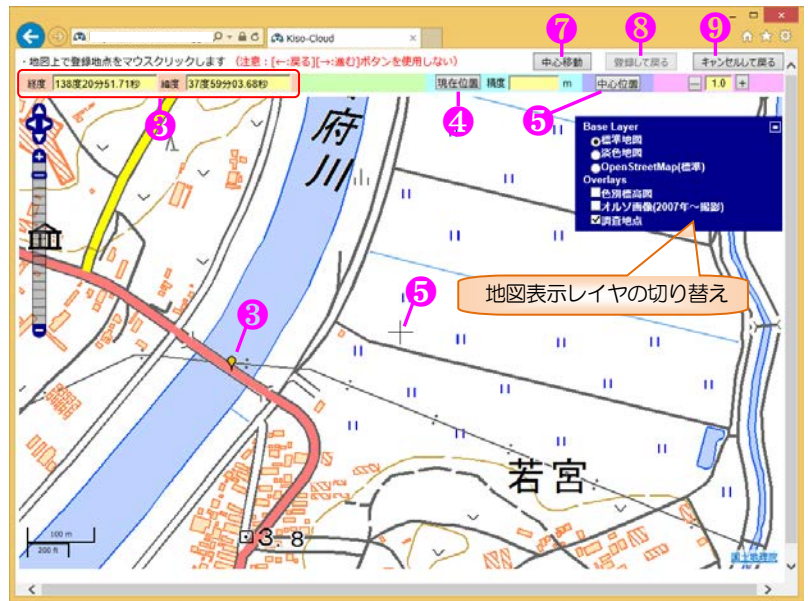 Kiso-Cloud
7
8
9
・地図上で登録地点をマウスクリックします（注意：[←:戻る][→:進む]ボタンを使用しない）
中心移動
登録して戻る
キャンセルして戻る
経度 138度20分51.71秒 緯度 37度59分03.68秒
現在位置 精度 m 中心位置 1.0
3
4
5
府
川
Base Layer
標準地図
淡色地図
OpenStreetMap(標準)
Overlays
色別標高図
オルソ画像(2007年～撮影)
調査地点
地図表示レイヤの切り替え
3
5
若宮
3.8
100 m
200 ft
国土地理院